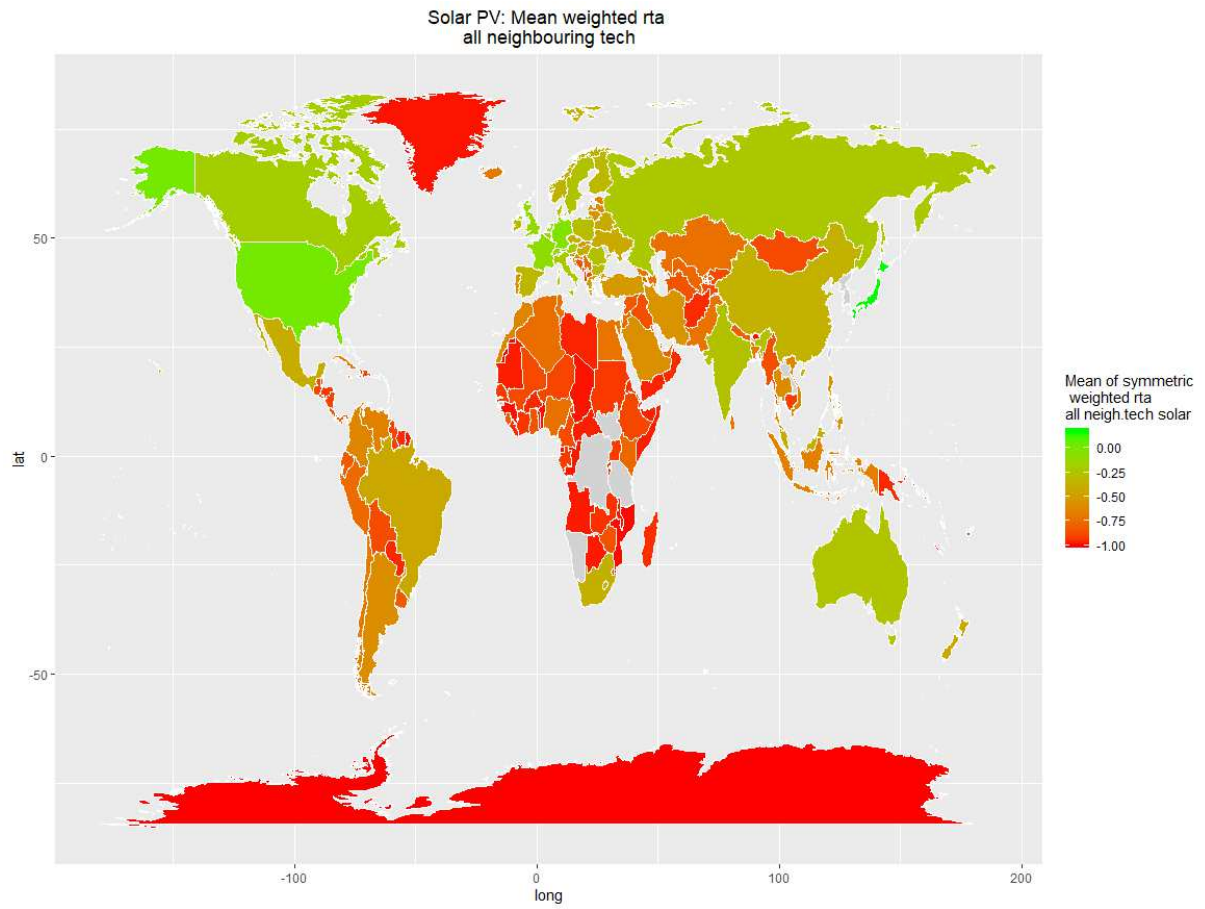 Solar PV: Mean weighted rta
all neighbouring tech
lat
50
0
-50
-100
0
100
200
long
Mean of symmetric
weighted rta
all neigh.tech solar
0.00
-0.25
-0.50
-0.75
-1.00